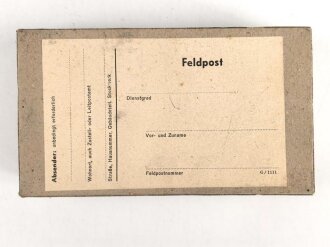 Absender: unbedingt erforderlich
Wohnort, auch Zustell- oder Leitpostamt
Straße, Hausnummer, Gebäudeteil, Stockwerk
Feldpost
Dienstgrad
Vor- und Zuname
Feldpostnummer